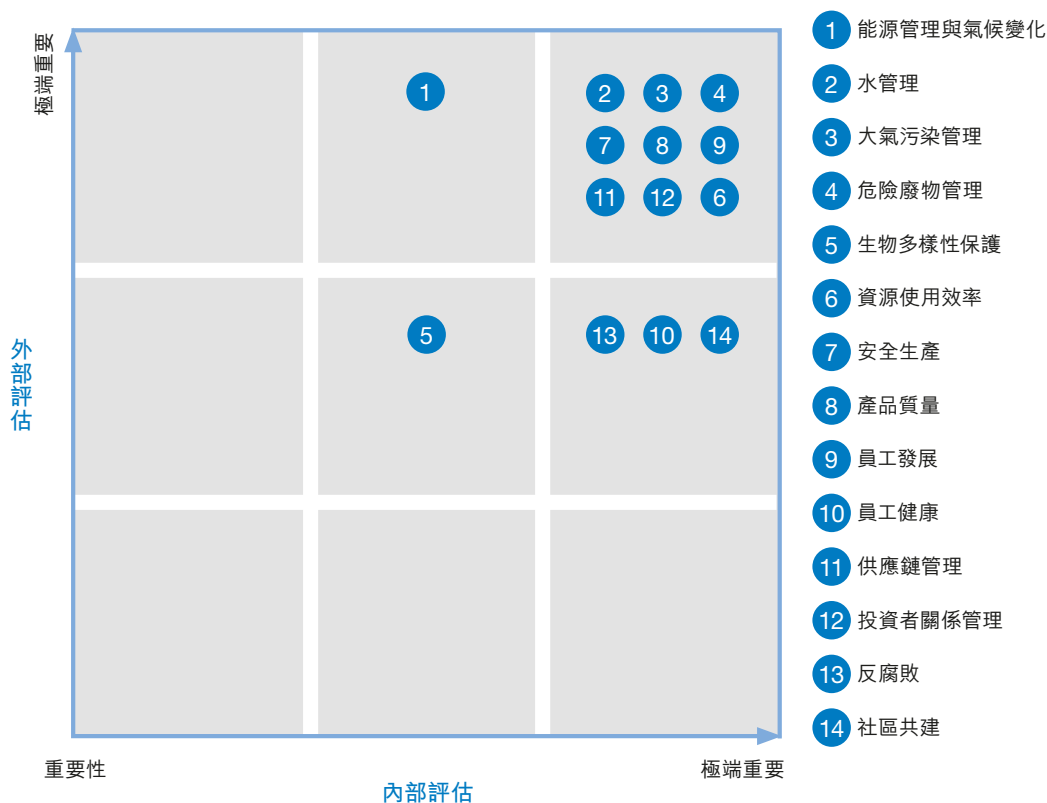 極端重要
外部評估
1
2
3
4
7
8
9
11
12
6
5
13
10
14
重要性
極端重要
內部評估
1 能源管理與氣候變化
2 水管理
3 大氣污染管理
4 危險廢物管理
5 生物多樣性保護
6 資源使用效率
7 安全生產
8 產品質量
9 員工發展
10 員工健康
11 供應鏈管理
12 投資者關係管理
13 反腐敗
14 社區共建